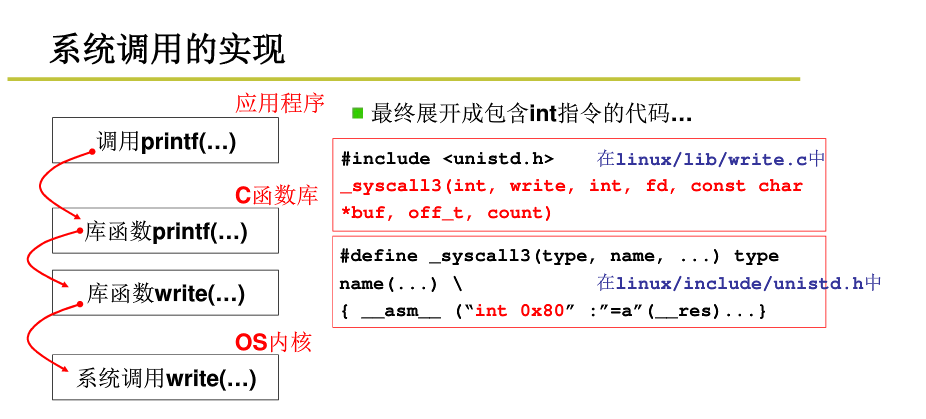 系统调用的实现
应用程序
调用printf(…)
C函数库
库函数printf(…)
库函数write(…)
OS内核
系统调用write(…)
■ 最终展开成包含int指令的代码…
#include <unistd.h> 在linux/lib/write.c中
_syscall3(int, write, int, fd, const char
*buf, off_t, count)
#define _syscall3(type, name, ...) type
name(...) \ 在linux/include/unistd.h中
{ __asm__ (“int 0x80” :”=a”(__res)...}